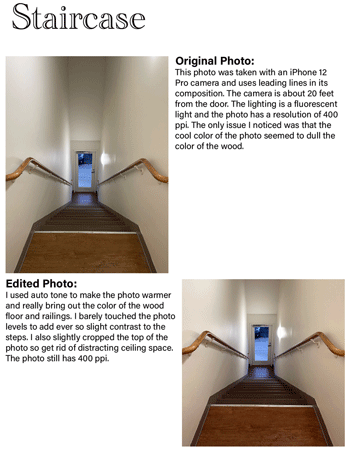 Staircase
Original Photo:
This photo was taken with an iPhone 12
Pro camera and uses leading lines in its
composition. The camera is about 20 feet
from the door. The lighting is a fluorescent
light and the photo has a resolution of 400
ppi. The only issue I noticed was that the
cool color of the photo seemed to dull the
color of the wood.
Edited Photo:
I used auto tone to make the photo warmer
and really bring out the color of the wood
floor and railings. I barely touched the photo
levels to add ever so slight contrast to the
steps. I also slightly cropped the top of the
photo so get rid of distracting ceiling space.
The photo still has 400 ppi.